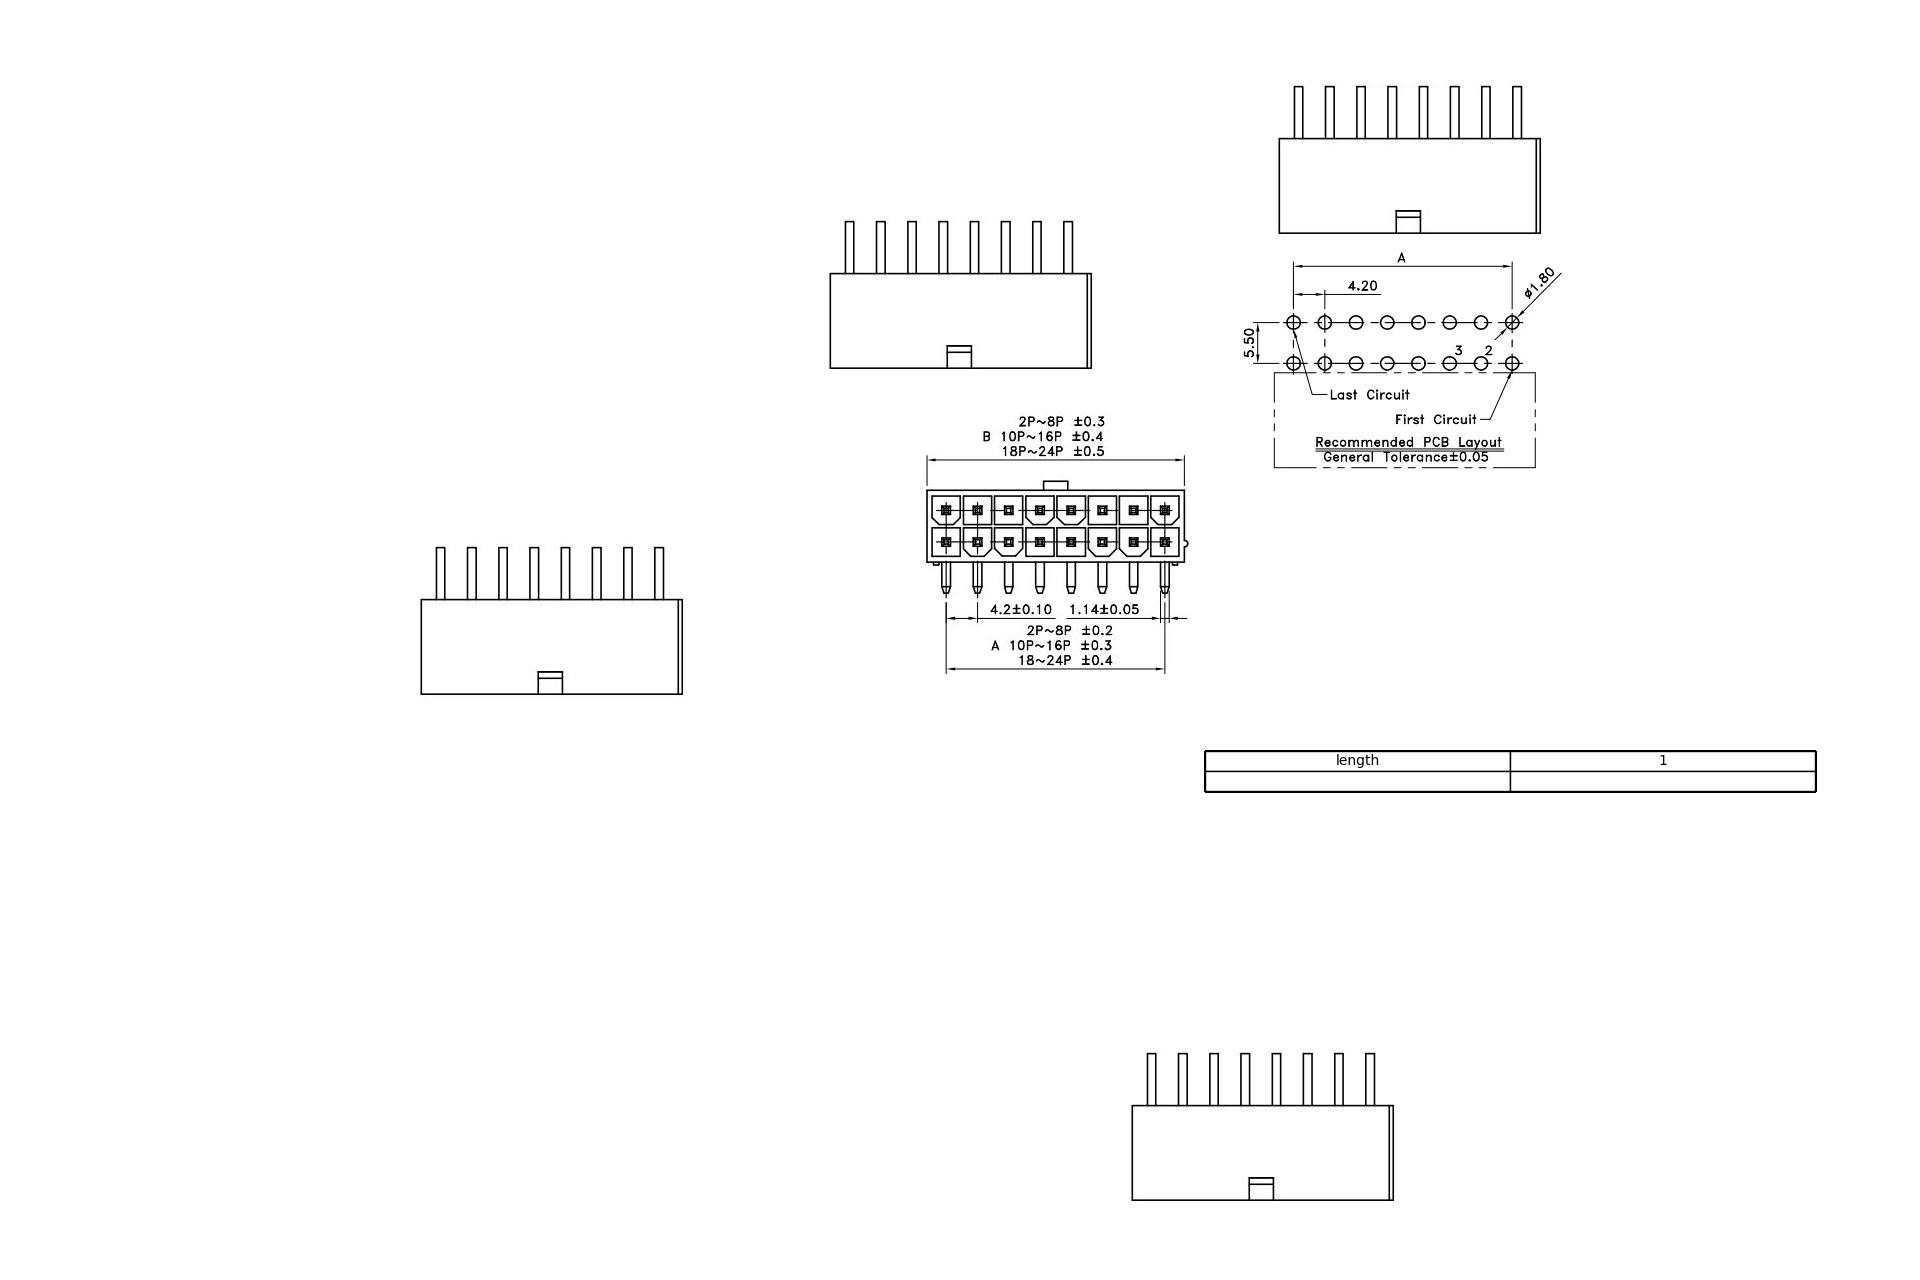 A
4.20
ø1.80
5.50
3 2
Last Circuit
First Circuit
Recommended PCB Layout
General Tolerance±0.05
2P~8P ±0.3
B 10P~16P ±0.4
18P~24P ±0.5
4.2±0.10 1.14±0.05
2P~8P ±0.2
A 10P~16P ±0.3
18~24P ±0.4
length 1